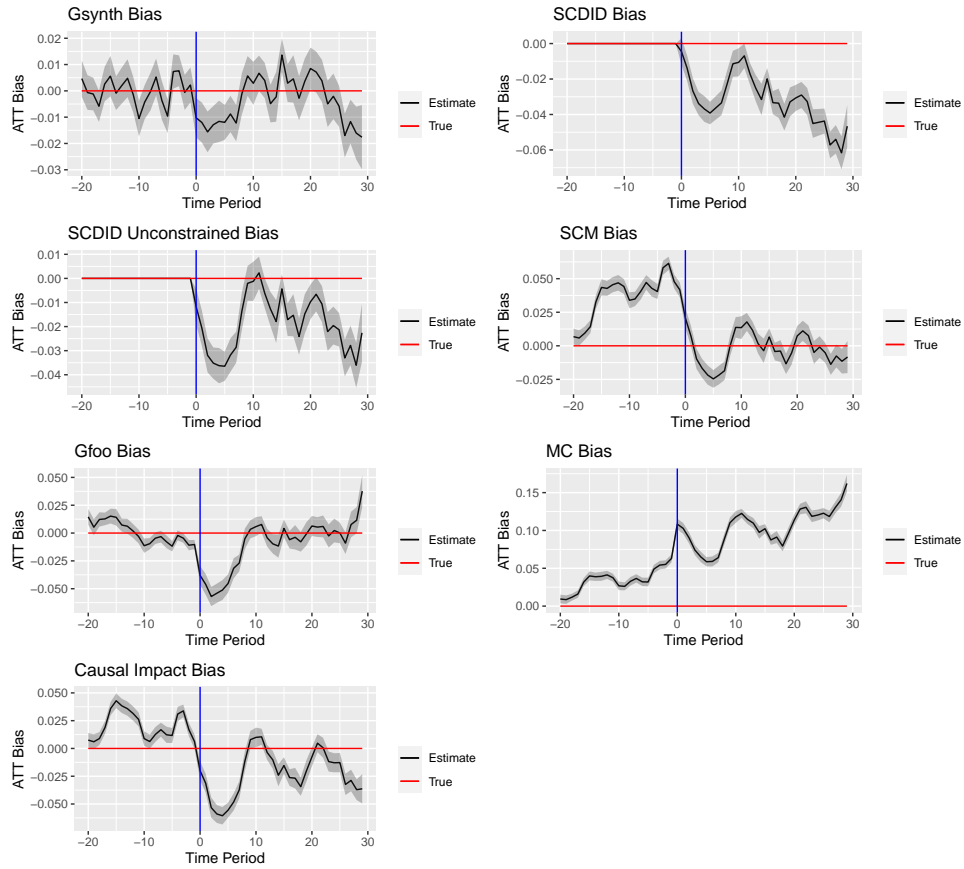 Gsynth Bias
ATT Bias
0.02
0.01
0.00
−0.01
−0.02
−0.03
−20 −10 0 10 20 30
Time Period
Estimate
True
SCDID Bias
ATT Bias
0.00
−0.02
−0.04
−0.06
−20 −10 0 10 20 30
Time Period
Estimate
True
SCDID Unconstrained Bias
ATT Bias
0.01
0.00
−0.01
−0.02
−0.03
−0.04
−20 −10 0 10 20 30
Time Period
Estimate
True
SCM Bias
ATT Bias
0.050
0.025
0.000
−0.025
−20 −10 0 10 20 30
Time Period
Estimate
True
Gfoo Bias
ATT Bias
0.050
0.025
0.000
−0.025
−0.050
−20 −10 0 10 20 30
Time Period
Estimate
True
MC Bias
ATT Bias
0.15
0.10
0.05
0.00
−20 −10 0 10 20 30
Time Period
Estimate
True
Causal Impact Bias
ATT Bias
0.050
0.025
0.000
−0.025
−0.050
−20 −10 0 10 20 30
Time Period
Estimate
True